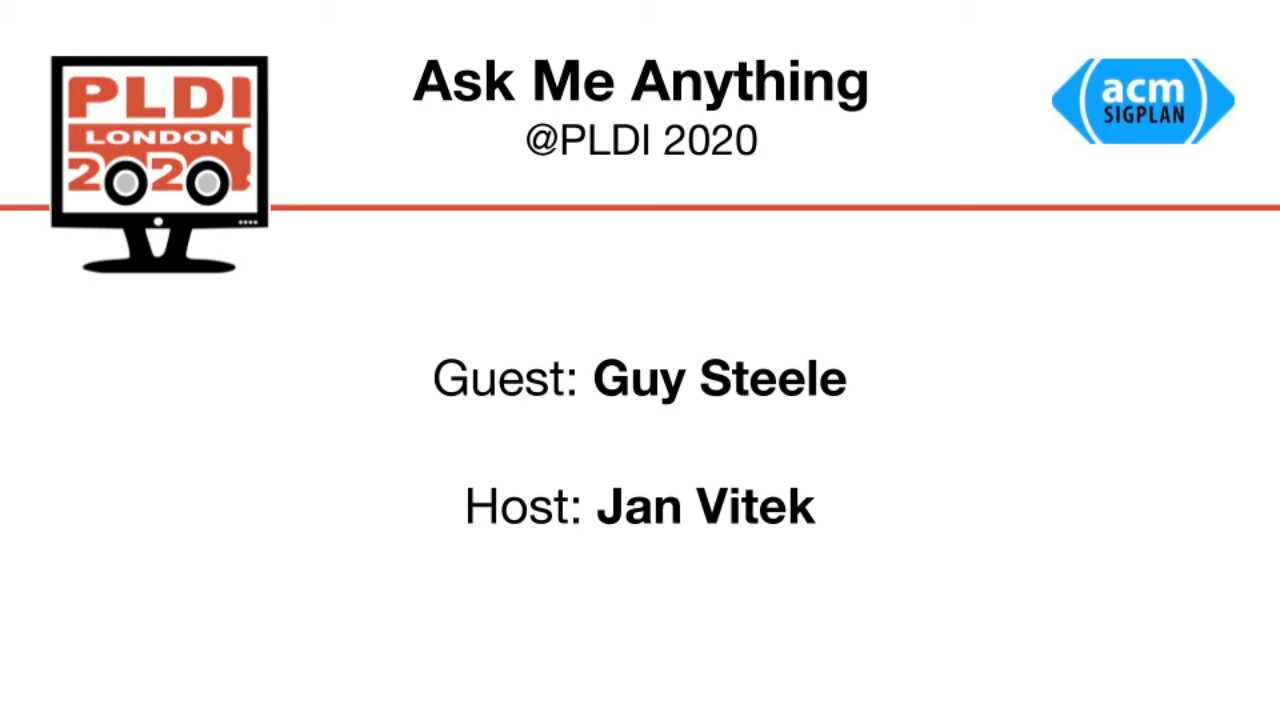 PLDI
LONDON
2020
Ask Me Anything
@PLDI 2020
acm
SIGPLAN
Guest: Guy Steele
Host: Jan Vitek